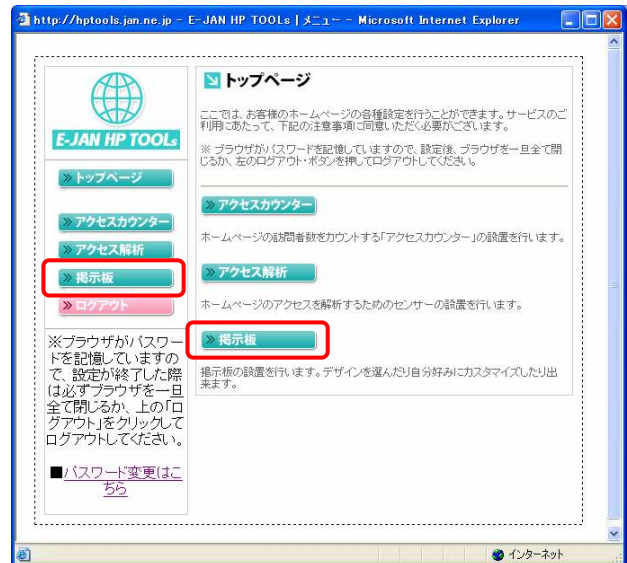 http://hptools.jan.ne.jp - E-JAN HP TOOLs | メニュー - Microsoft Internet Explorer
E-JAN HP TOOLs
トップページ
アクセスカウンター
アクセス解析
掲示板
ログアウト
※ブラウザがパスワー
ドを記憶していますの
で、設定が終了した際
は必ずブラウザを一旦
全て閉じるか、上の「ロ
グアウト」をクリックして
ログアウトしてください。
■パスワード変更はこ
ちら
トップページ
ここでは、お客様のホームページの各種設定を行うことができます。サービスのご
利用にあたって、下記の注意事項に同意いただく必要がございます。
※ ブラウザがパスワードを記憶していますので、設定後、ブラウザを一旦全て閉
じるか、左のログアウト・ボタンを押してログアウトしてください。
アクセスカウンター
ホームページの訪問者数をカウントする「アクセスカウンター」の設置を行います。
アクセス解析
ホームページのアクセスを解析するためのセンサーの設置を行います。
掲示板
掲示板の設置を行います。デザインを選んだり自分好みにカスタマイズしたり出
来ます。
インターネット